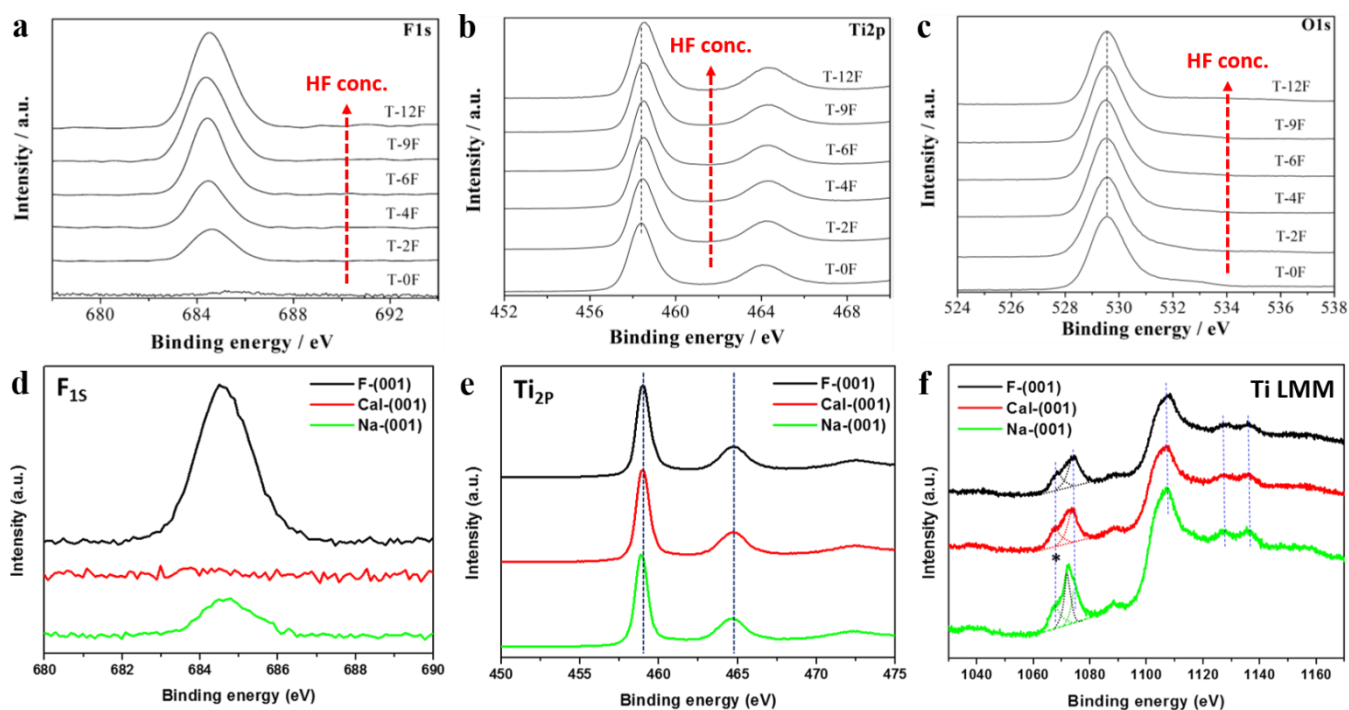 a
F1s
HF conc.
T-12F
T-9F
T-6F
T-4F
T-2F
T-0F
680 684 688 692
Binding energy / eV
Intensity / a.u.
b
Ti2p
HF conc.
T-12F
T-9F
T-6F
T-4F
T-2F
T-0F
452 456 460 464 468
Binding energy / eV
Intensity / a.u.
c
O1s
HF conc.
T-12F
T-9F
T-6F
T-4F
T-2F
T-0F
524 526 528 530 532 534 536 538
Binding energy / eV
Intensity / a.u.
d
F1S
F-(001)
Cal-(001)
Na-(001)
680 682 684 686 688 690
Binding energy (eV)
Intensity (a.u.)
e
Ti2P
F-(001)
Cal-(001)
Na-(001)
450 455 460 465 470 475
Binding energy (eV)
Intensity (a.u.)
f
Ti LMM
F-(001)
Cal-(001)
Na-(001)
*
1040 1060 1080 1100 1120 1140 1160
Binding energy (eV)
Intensity (a.u.)